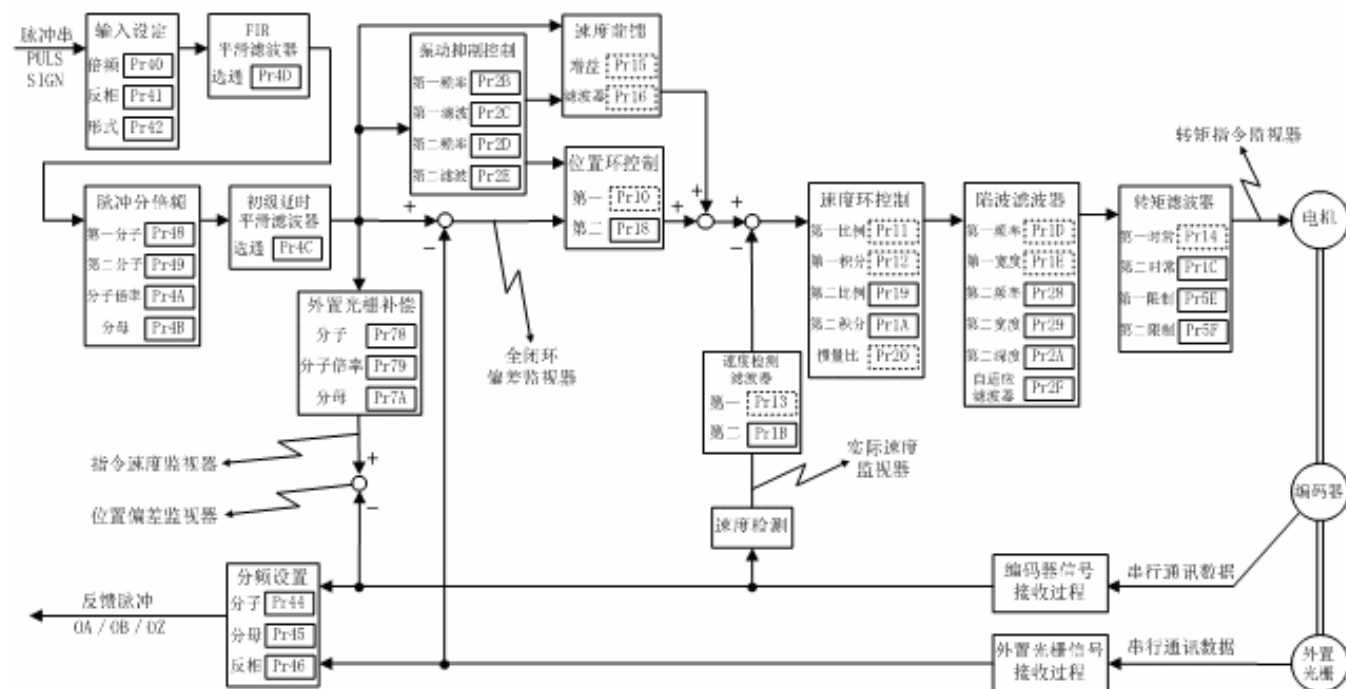 脉冲串
PULS
SIGN
输入设定
倍频 Pr40
反相 Pr41
形式 Pr42
FIR
平滑滤波器
选通 Pr4D
振动抑制控制
第一频率 Pr2B
第一滤波 Pr2C
第二频率 Pr2D
第二滤波 Pr2E
速度前馈
增益 Pr15
滤波器 Pr16
脉冲分倍频
第一分子 Pr48
第二分子 Pr49
分子倍率 Pr4A
分母 Pr4B
初级延时
平滑滤波器
选通 Pr4C
+
−
位置环控制
第一 Pr10
第二 Pr18
+
+
−
速度环控制
第一比例 Pr11
第一积分 Pr12
第二比例 Pr19
第二积分 Pr1A
惯量比 Pr20
陷波滤波器
第一频率 Pr1D
第一宽度 Pr1E
第二频率 Pr28
第二宽度 Pr29
第二深度 Pr2A
自适应
滤波器 Pr2F
转矩滤波器
第一时常 Pr14
第二时常 Pr1C
第一限制 Pr5E
第二限制 Pr5F
转矩指令监视器
电机
外置光栅补偿
分子 Pr78
分子倍率 Pr79
分母 Pr7A
全闭环
偏差监视器
速度检测
滤波器
第一 Pr13
第二 Pr1B
实际速度
监视器
指令速度监视器
+
−
位置偏差监视器
速度检测
编码器
分频设置
分子 Pr44
分母 Pr45
反相 Pr46
反馈脉冲
OA / OB / OZ
编码器信号
接收过程
串行通讯数据
外置光栅信号
接收过程
串行通讯数据
外置
光栅